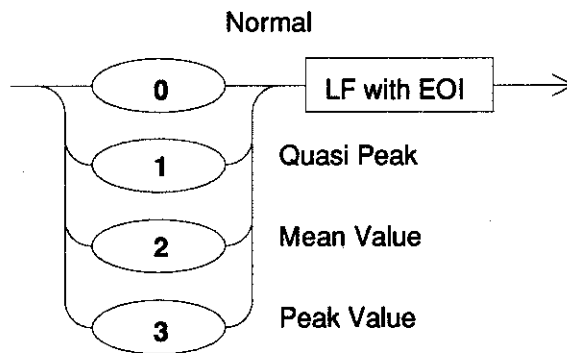 Normal
0 LF with EOI
1 Quasi Peak
2 Mean Value
3 Peak Value